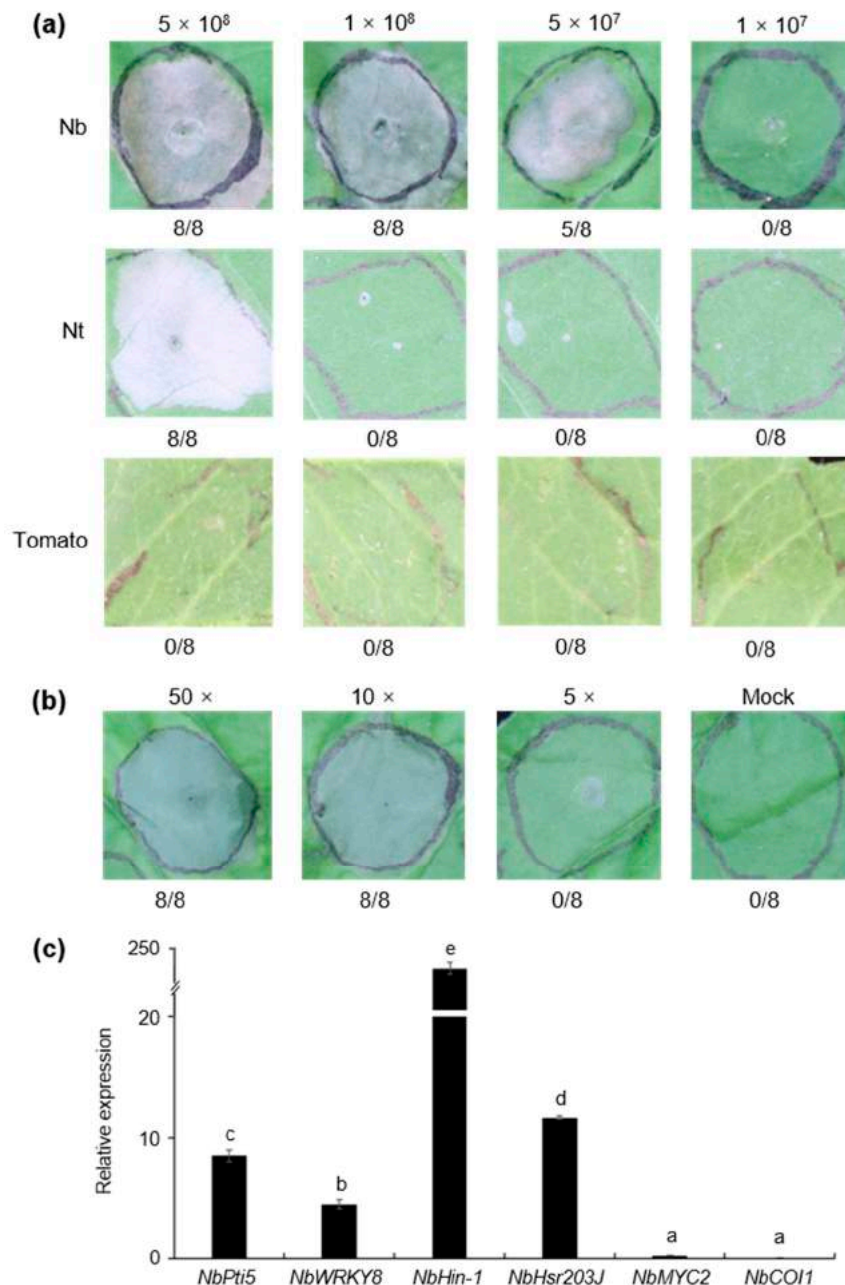 (a)
5 × 10⁸ 1 × 10⁸ 5 × 10⁷ 1 × 10⁷
Nb
8/8 8/8 5/8 0/8
Nt
8/8 0/8 0/8 0/8
Tomato
0/8 0/8 0/8 0/8
(b)
50 × 10 × 5 × Mock
8/8 8/8 0/8 0/8
(c)
250
20
10
0
Relative expression
c b e d a a
NbPti5 NbWRKY8 NbHin-1 NbHsr203J NbMYC2 NbCOI1